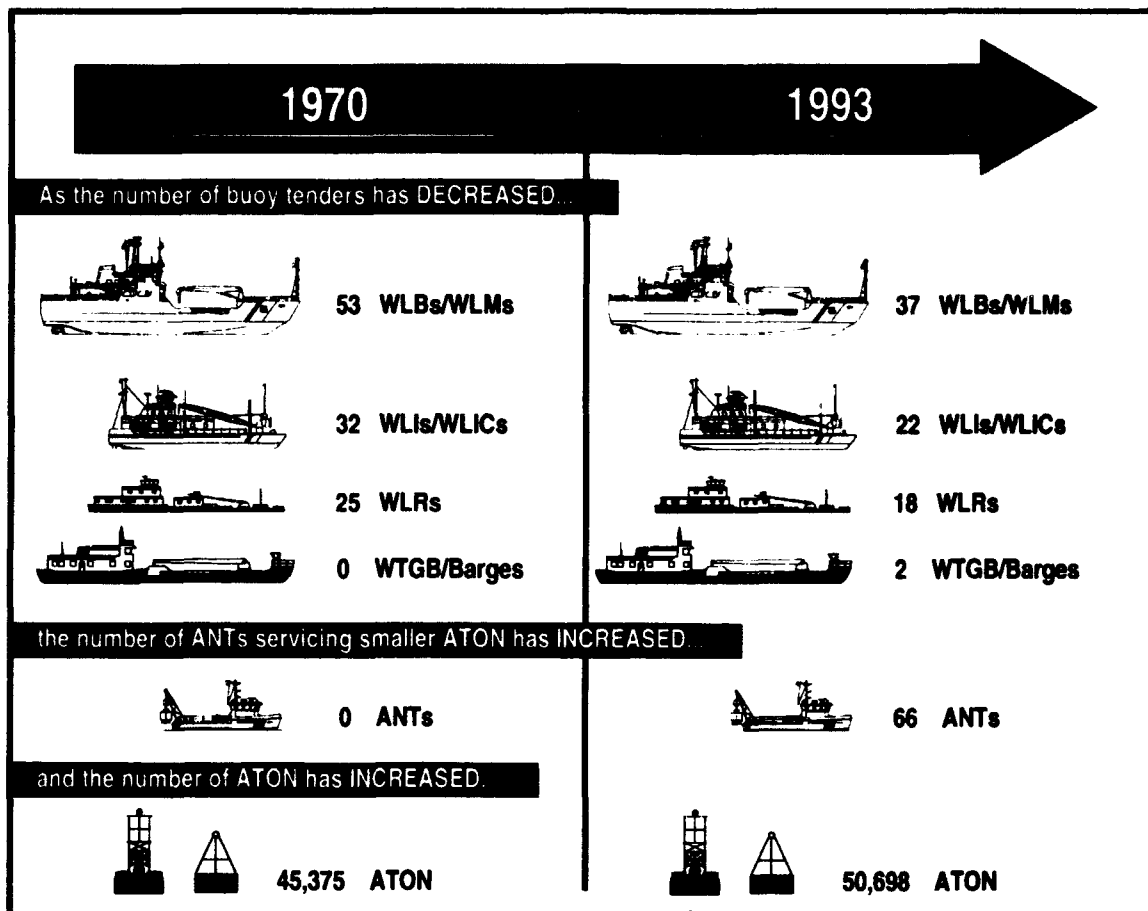 1970 1993
As the number of buoy tenders has DECREASED...
53 WLBs/WLMs 37 WLBs/WLMs
32 WLIs/WLICs 22 WLIs/WLICs
25 WLRs 18 WLRs
0 WTGB/Barges 2 WTGB/Barges
the number of ANTs servicing smaller ATON has INCREASED...
0 ANTs 66 ANTs
and the number of ATON has INCREASED.
45,375 ATON 50,698 ATON